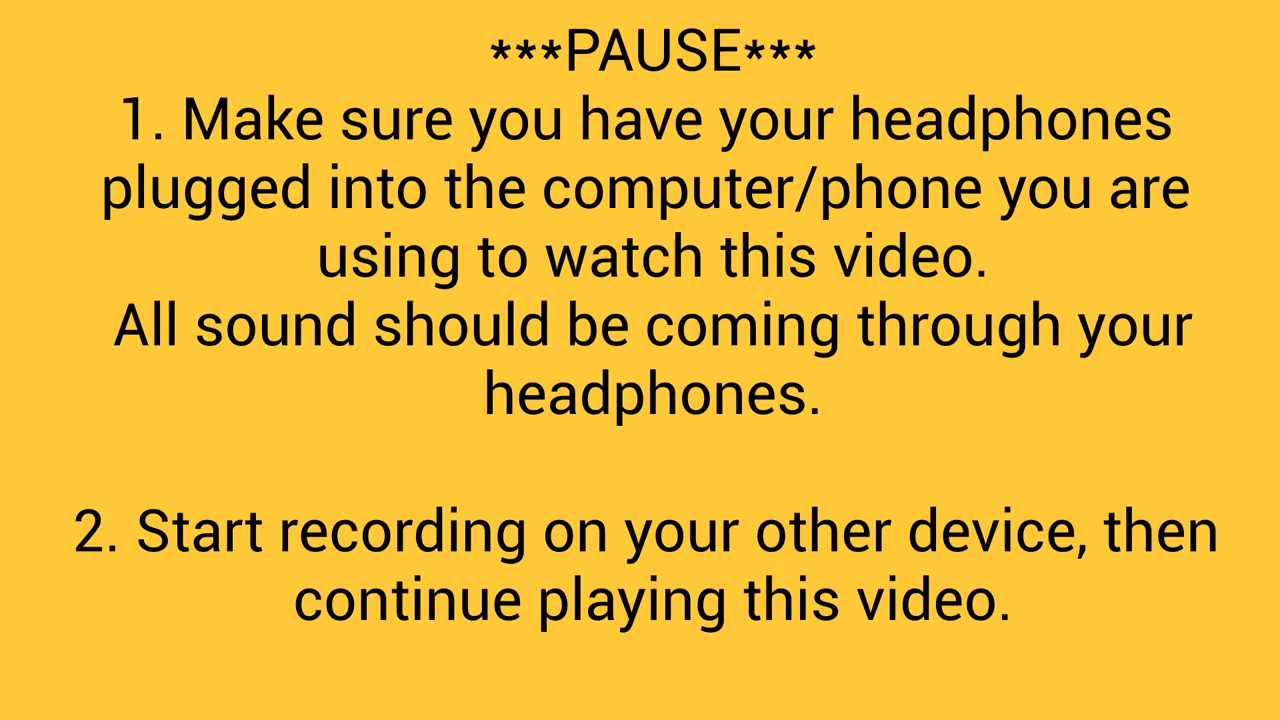 ***PAUSE***
1. Make sure you have your headphones
plugged into the computer/phone you are
using to watch this video.
All sound should be coming through your
headphones.
2. Start recording on your other device, then
continue playing this video.